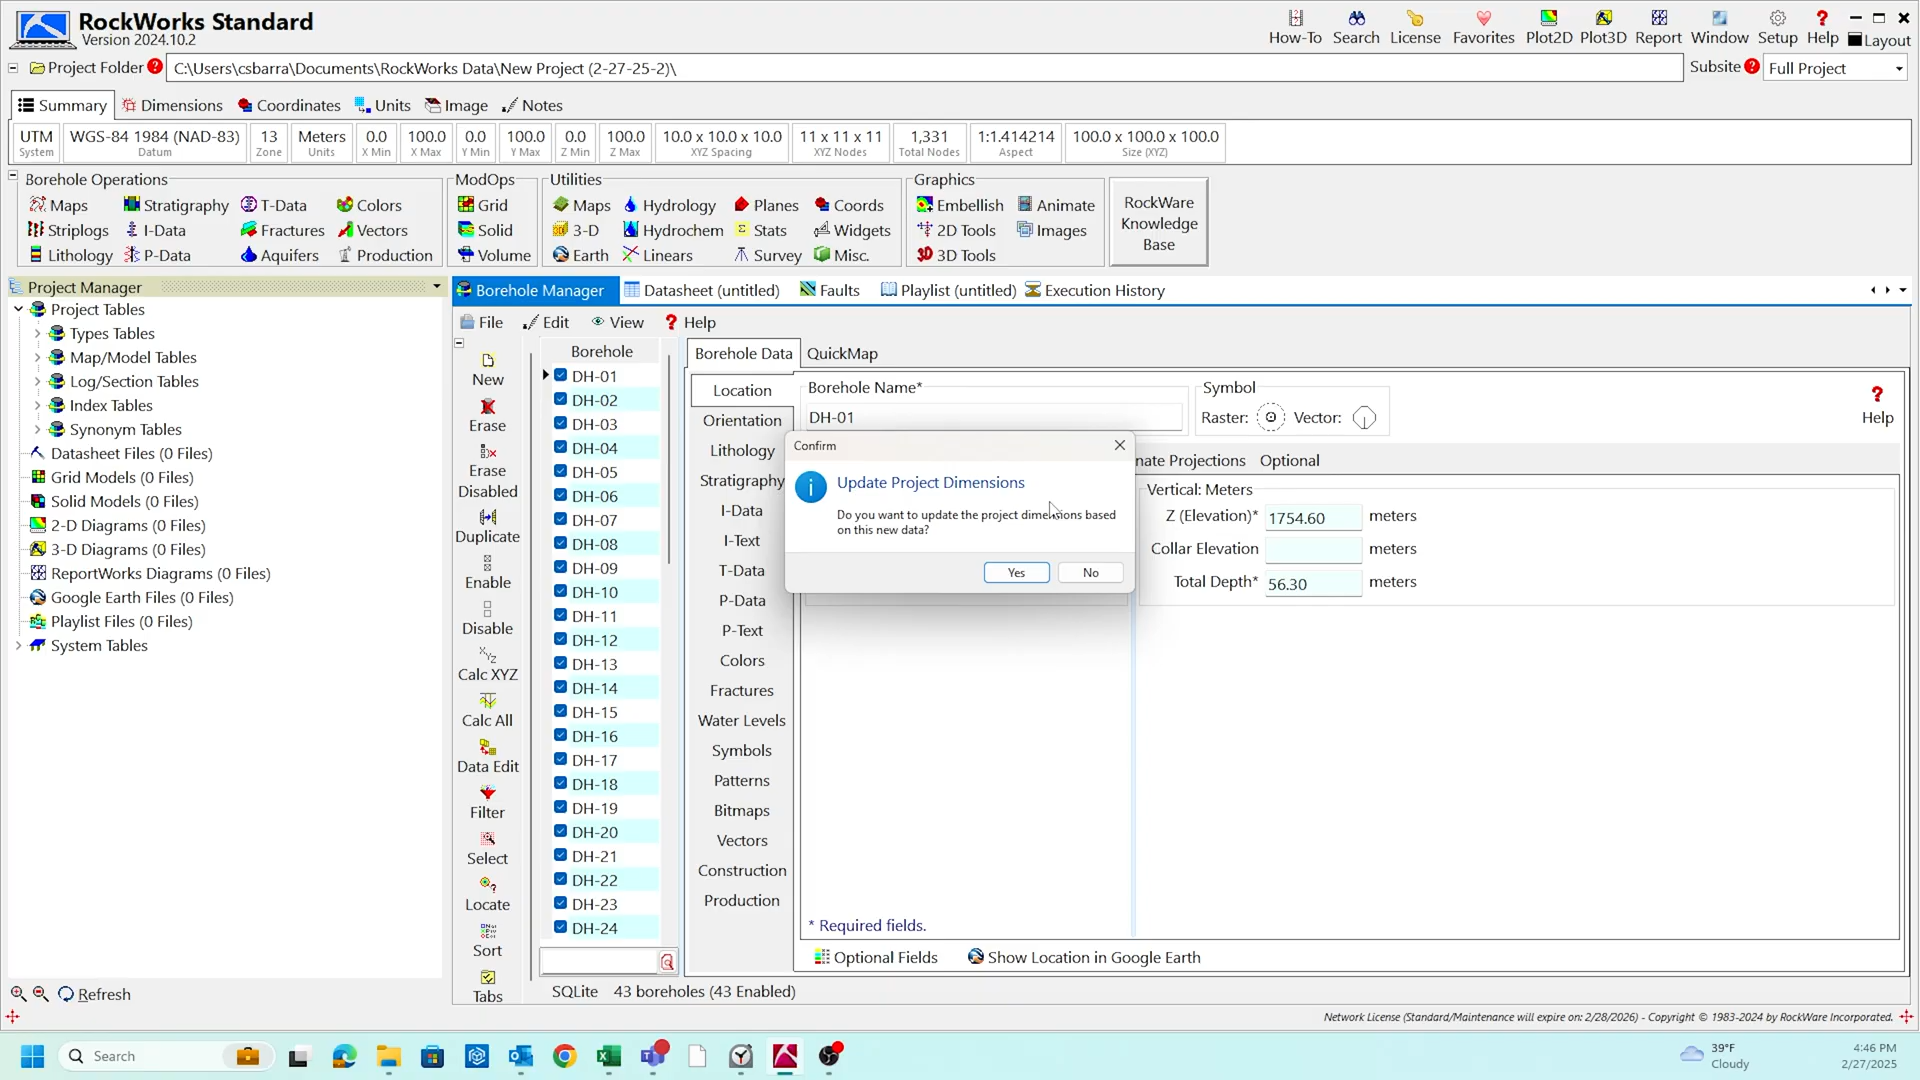 RockWorks Standard
Version 2024.10.2
How-To Search License Favorites Plot2D Plot3D Report Window Setup Help Layout
Project Folder ? C:\Users\csbarra\Documents\RockWorks Data\New Project (2-27-25-2)\ Subsite ? Full Project
Summary Dimensions Coordinates Units Image Notes
UTM WGS-84 1984 (NAD-83) 13 Meters 0.0 100.0 0.0 100.0 0.0 100.0 10.0 x 10.0 x 10.0 11 x 11 x 11 1,331 1:1.414214 100.0 x 100.0 x 100.0
System Datum Zone Units X Min X Max Y Min Y Max Z Min Z Max XYZ Spacing XYZ Nodes Total Nodes Aspect Size (XYZ)
Borehole Operations ModOps Utilities Graphics
Maps Stratigraphy T-Data Colors Grid Maps Hydrology Planes Coords Embellish Animate
Striplogs I-Data Fractures Vectors Solid 3-D Hydrochem Stats Widgets 2D Tools Images
Lithology P-Data Aquifers Production Volume Earth Linears Survey Misc. 3D Tools
RockWare
Knowledge
Base
Project Manager
Project Tables
Types Tables
Map/Model Tables
Log/Section Tables
Index Tables
Synonym Tables
Datasheet Files (0 Files)
Grid Models (0 Files)
Solid Models (0 Files)
2-D Diagrams (0 Files)
3-D Diagrams (0 Files)
ReportWorks Diagrams (0 Files)
Google Earth Files (0 Files)
Playlist Files (0 Files)
System Tables
Refresh
Borehole Manager Datasheet (untitled) Faults Playlist (untitled) Execution History
File Edit View ? Help
New
Erase
Erase
Disabled
Duplicate
Enable
Disable
Calc XYZ
Calc All
Data Edit
Filter
Select
Locate
Sort
Tabs
Borehole
DH-01
DH-02
DH-03
DH-04
DH-05
DH-06
DH-07
DH-08
DH-09
DH-10
DH-11
DH-12
DH-13
DH-14
DH-15
DH-16
DH-17
DH-18
DH-19
DH-20
DH-21
DH-22
DH-23
DH-24
Borehole Data QuickMap
Location
Orientation
Lithology
Stratigraphy
I-Data
I-Text
T-Data
P-Data
P-Text
Colors
Fractures
Water Levels
Symbols
Patterns
Bitmaps
Vectors
Construction
Production
Borehole Name* Symbol
DH-01 Raster: Vector:
? Help
nate Projections Optional
Vertical: Meters
Z (Elevation)* 1754.60 meters
Collar Elevation meters
Total Depth* 56.30 meters
Confirm
Update Project Dimensions
Do you want to update the project dimensions based
on this new data?
Yes No
* Required fields.
Optional Fields Show Location in Google Earth
SQLite 43 boreholes (43 Enabled)
Network License (Standard/Maintenance will expire on: 2/28/2026) - Copyright © 1983-2024 by RockWare Incorporated.
Search
39°F
Cloudy
4:46 PM
2/27/2025